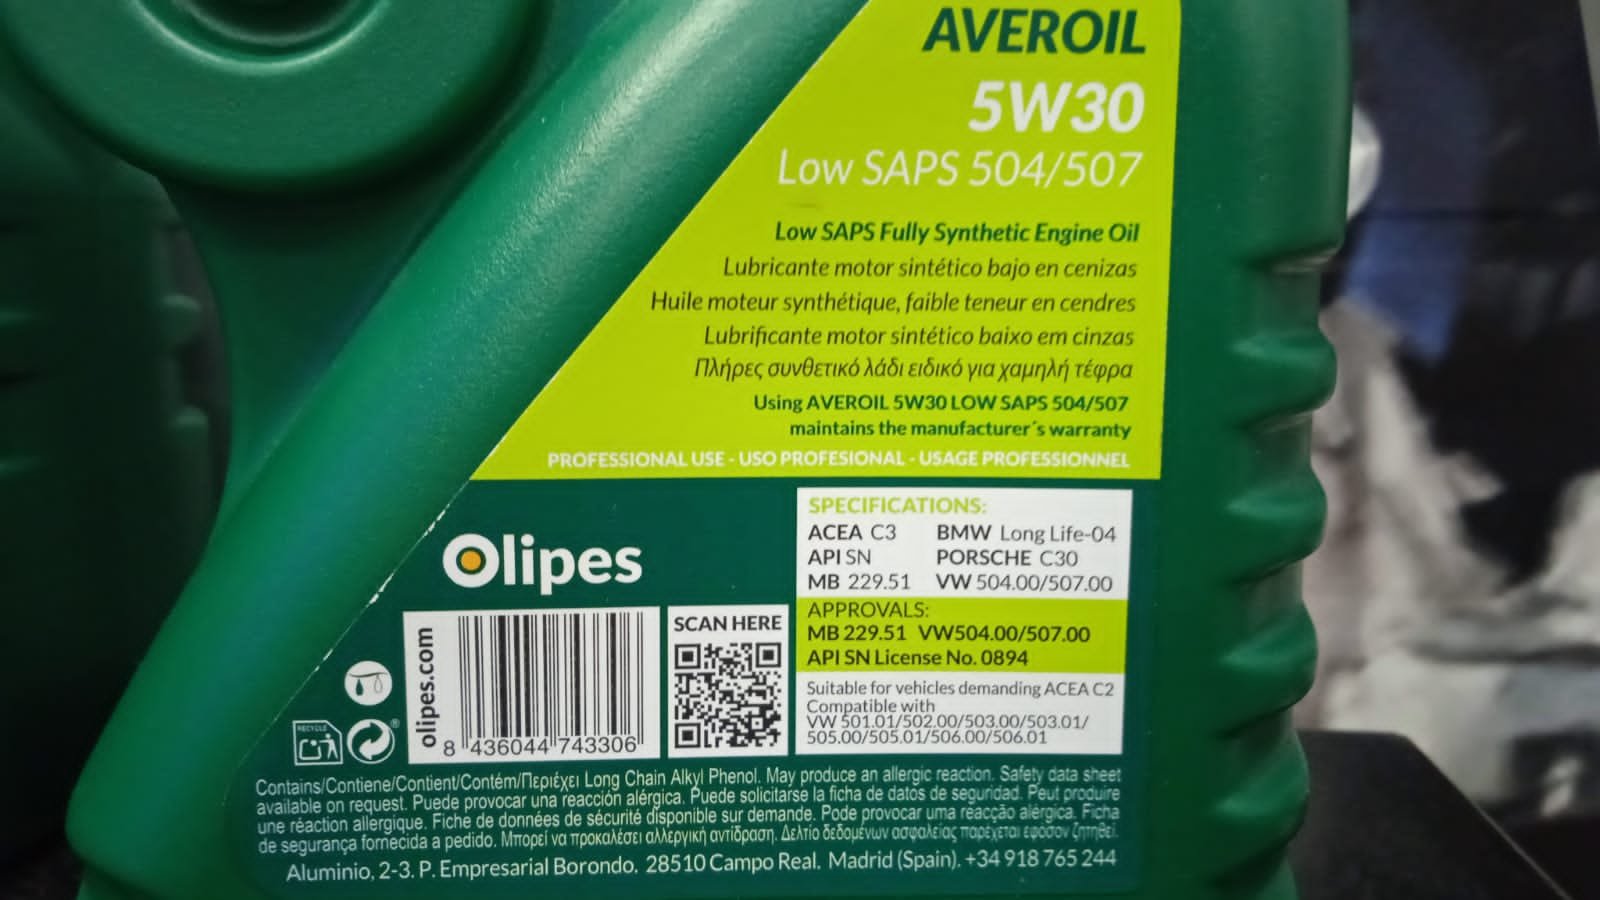 AVEROIL
5W30
Low SAPS 504/507
Low SAPS Fully Synthetic Engine Oil
Lubricante motor sintético bajo en cenizas
Huile moteur synthétique, faible teneur en cendres
Lubrificante motor sintético baixo em cinzas
Πλήρες συνθετικό λάδι ειδικό για χαμηλή τέφρα
Using AVEROIL 5W30 LOW SAPS 504/507
maintains the manufacturer´s warranty
PROFESSIONAL USE - USO PROFESIONAL - USAGE PROFESSIONNEL
Olipes
SPECIFICATIONS:
ACEA C3 BMW Long Life-04
API SN PORSCHE C30
MB 229.51 VW 504.00/507.00
APPROVALS:
MB 229.51 VW504.00/507.00
API SN License No. 0894
Suitable for vehicles demanding ACEA C2
Compatible with
VW 501.01/502.00/503.00/503.01/
505.00/505.01/506.00/506.01
SCAN HERE
olipes.com
8 436044 743306
RECYCLE
Contains/Contiene/Contient/Contém/Περιέχει Long Chain Alkyl Phenol. May produce an allergic reaction. Safety data sheet
available on request. Puede provocar una reacción alérgica. Puede solicitarse la ficha de datos de seguridad. Peut produire
une réaction allergique. Fiche de données de sécurité disponible sur demande. Pode provocar uma reacção alérgica. Ficha
de segurança fornecida a pedido. Μπορεί να προκαλέσει αλλεργική αντίδραση. Δελτίο δεδομένων ασφαλείας παρέχεται εφόσον ζητηθεί.
Aluminio, 2-3. P. Empresarial Borondo. 28510 Campo Real. Madrid (Spain). +34 918 765 244